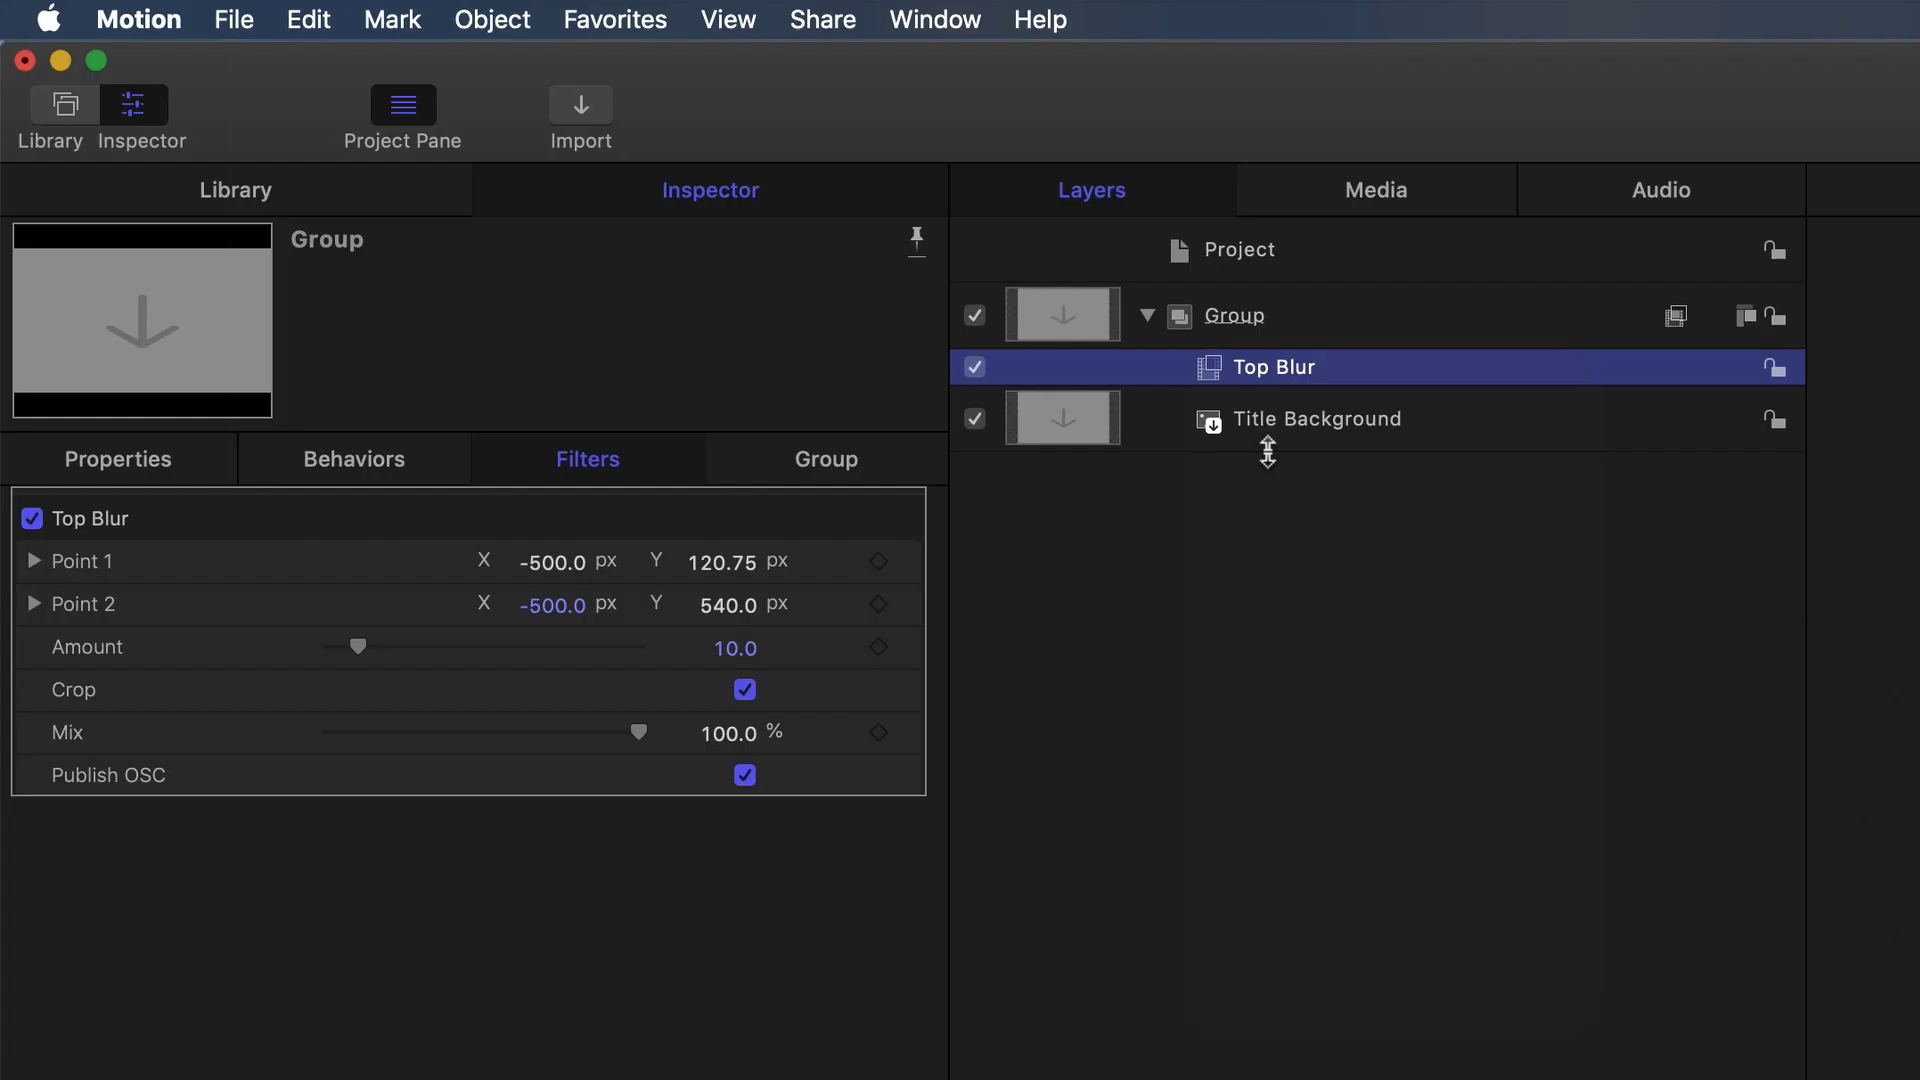 Motion File Edit Mark Object Favorites View Share Window Help
Library Inspector Project Pane Import
Library Inspector Layers Media Audio
Group
Project
Group
Top Blur
Title Background
Properties Behaviors Filters Group
Top Blur
Point 1 X -500.0 px Y 120.75 px
Point 2 X -500.0 px Y 540.0 px
Amount 10.0
Crop
Mix 100.0 %
Publish OSC